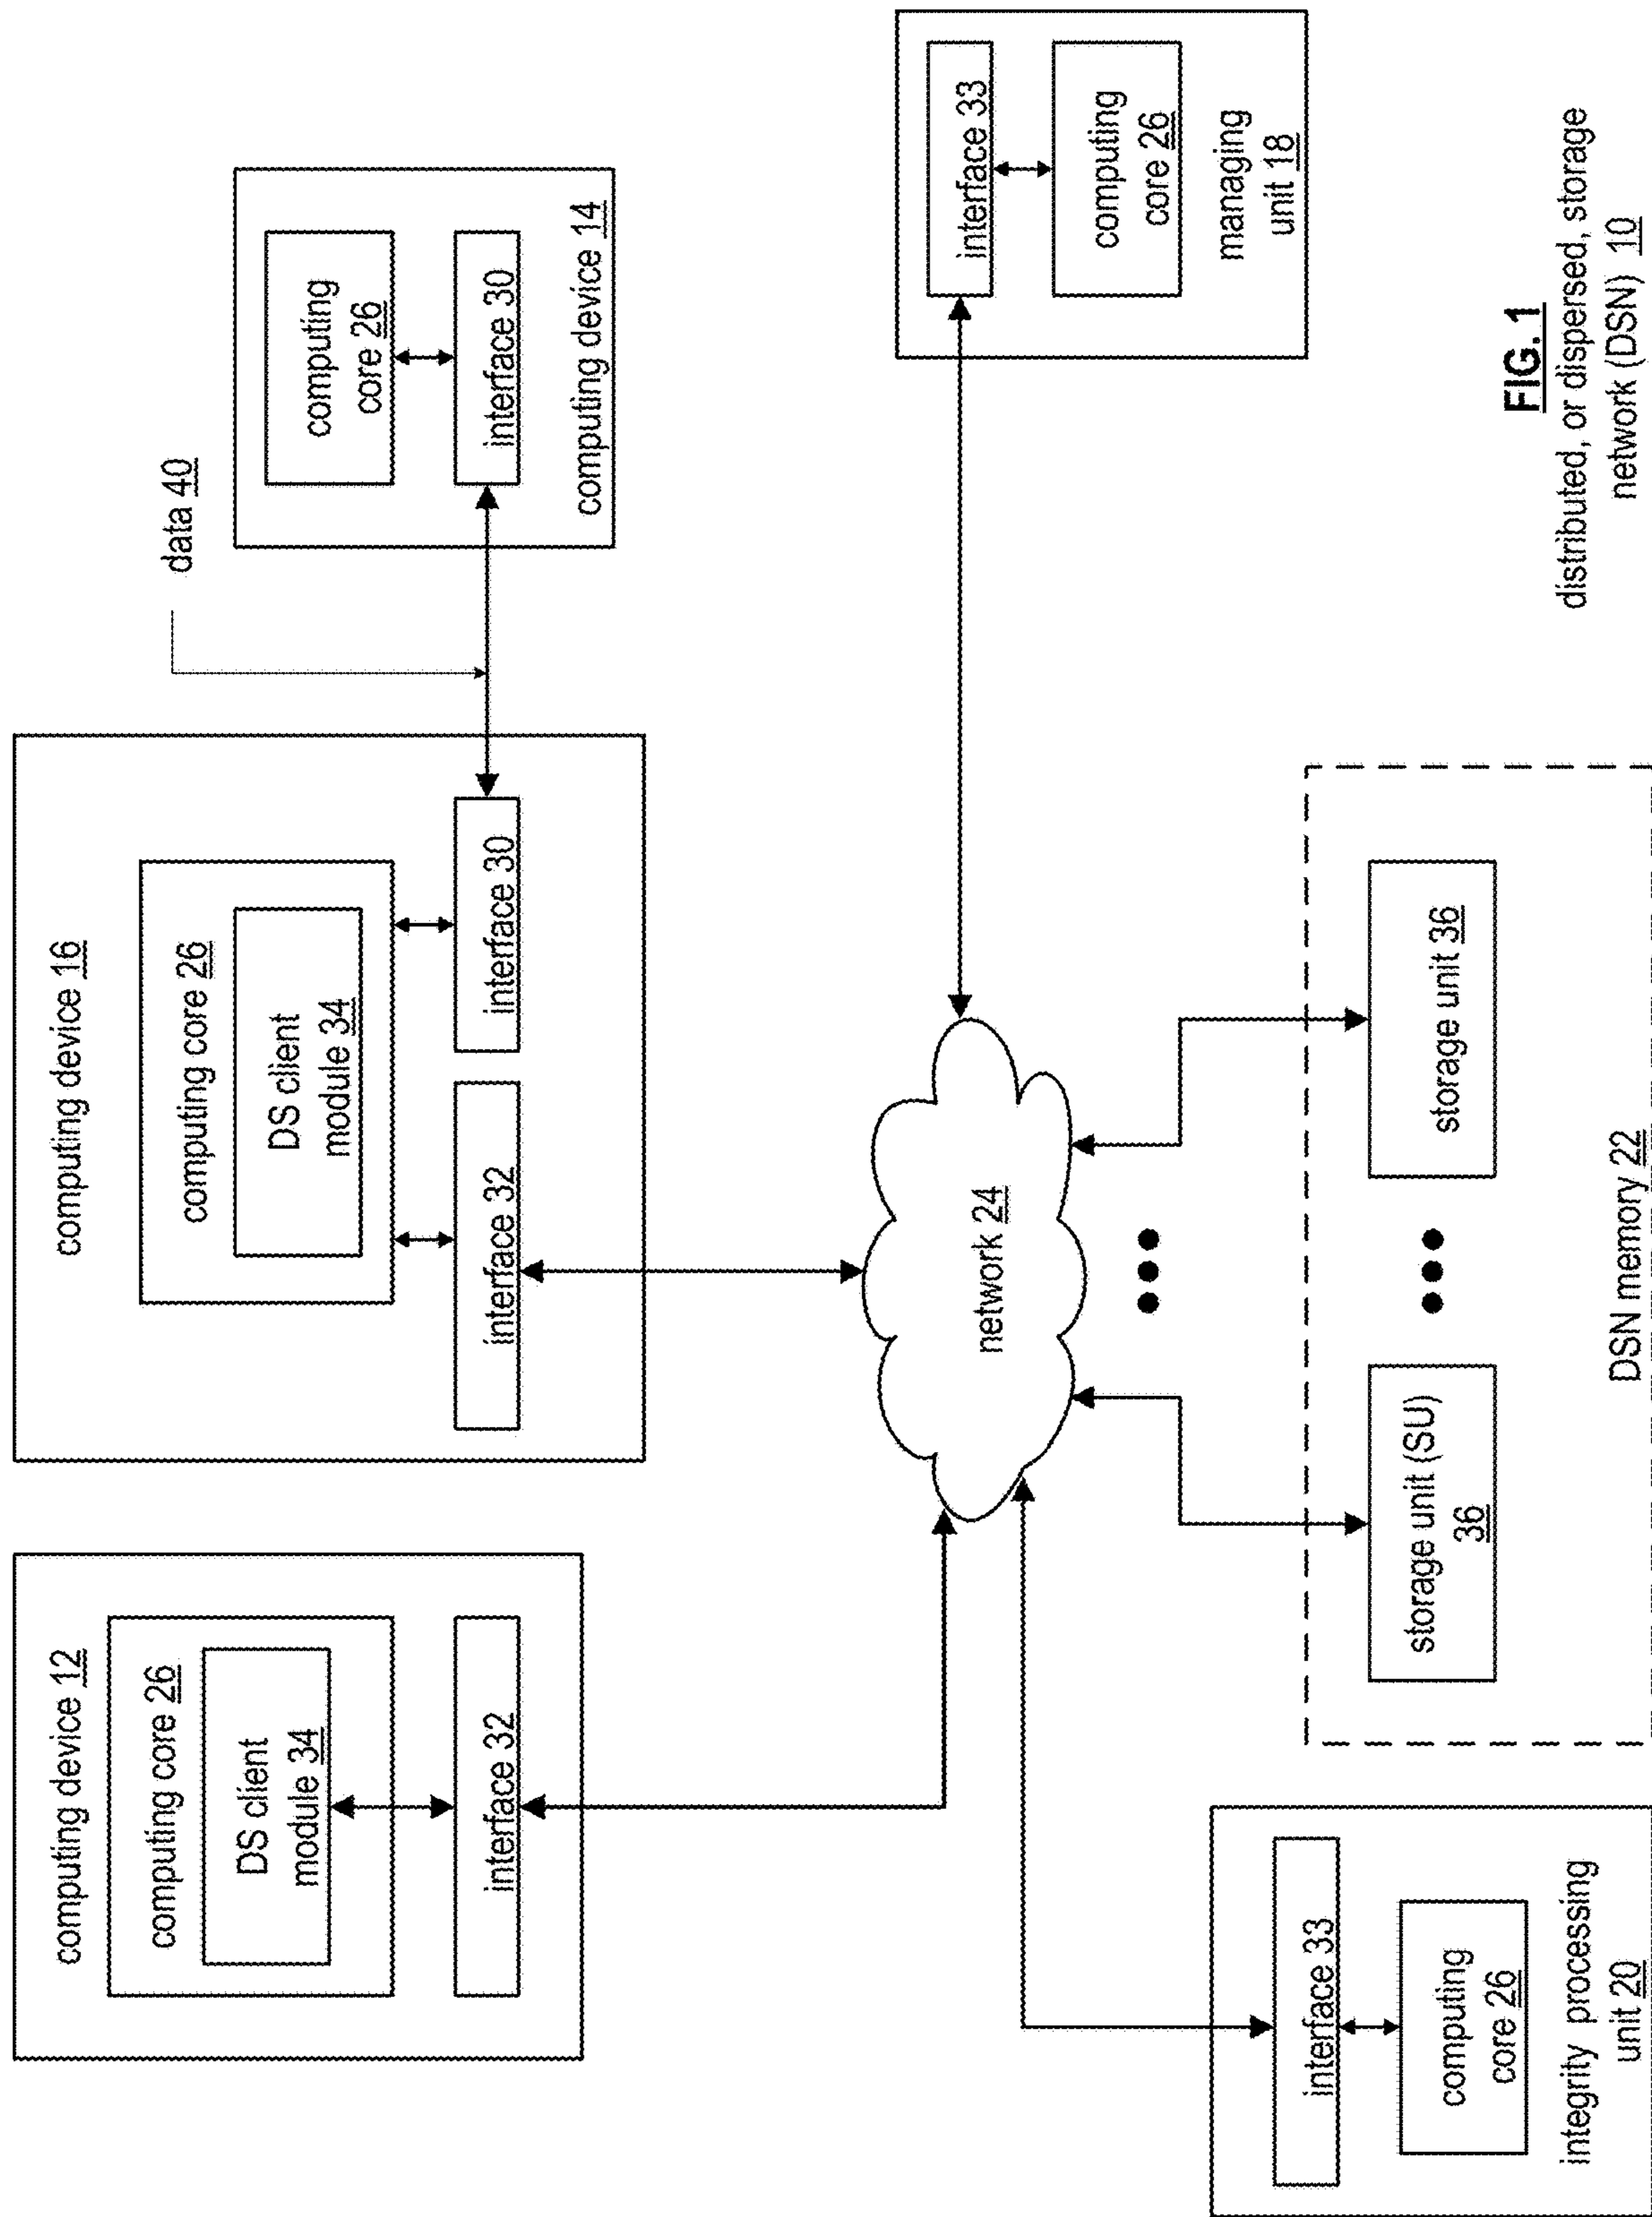 computing device 12
computing core 26
DS client
module 34
interface 32
computing device 16
computing core 26
DS client
module 34
interface 32
interface 30
data 40
computing
core 26
interface 30
computing device 14
network 24
interface 33
computing
core 26
managing
unit 18
interface 33
computing
core 26
integrity processing
unit 20
storage unit (SU)
36
storage unit 36
DSN memory 22
FIG. 1
distributed, or dispersed, storage
network (DSN) 10